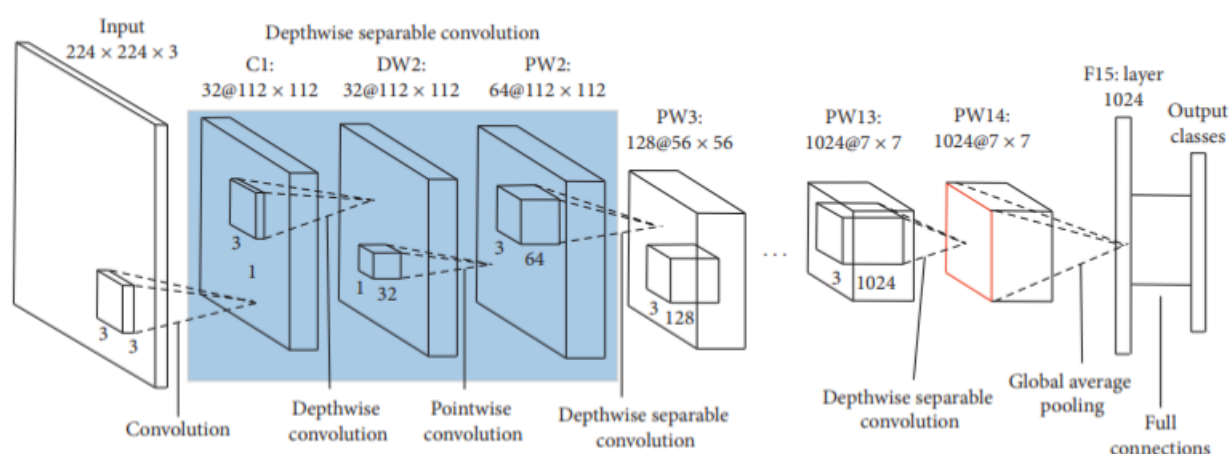 Input
224 × 224 × 3
Depthwise separable convolution
C1:
32@112 × 112
DW2:
32@112 × 112
PW2:
64@112 × 112
PW3:
128@56 × 56
PW13:
1024@7 × 7
PW14:
1024@7 × 7
F15: layer
1024
Output
classes
3
3
3
1
1
32
3
64
3
128
...
3
1024
Convolution
Depthwise
convolution
Pointwise
convolution
Depthwise separable
convolution
Depthwise separable
convolution
Global average
pooling
Full
connections